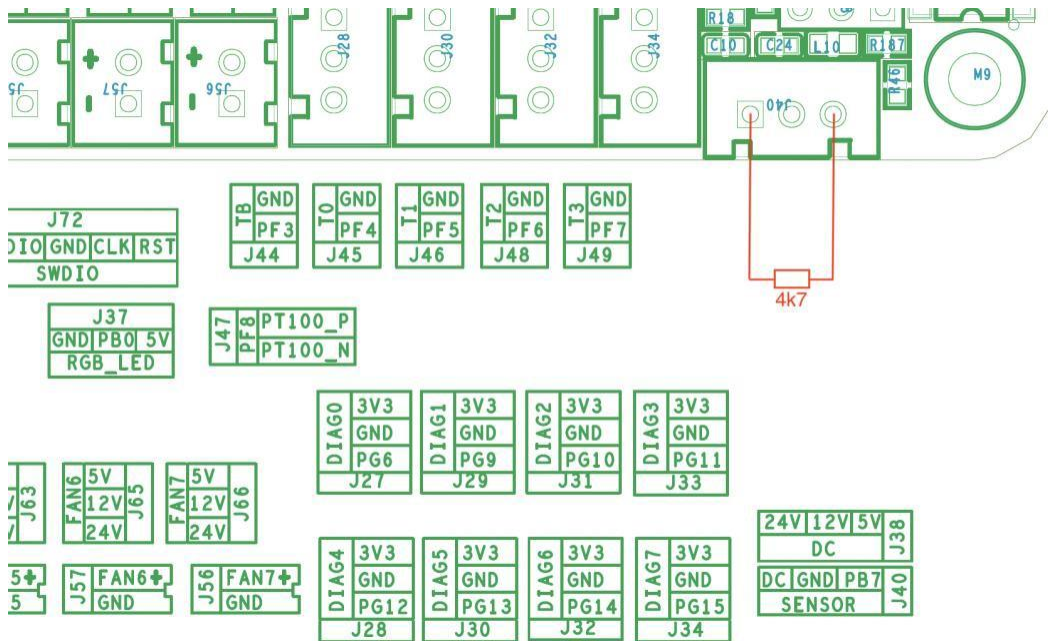 R18
C10
C24
L10
R187
R46
M9
J57
J56
J28
J30
J32
J34
J40
4k7
J72
GND CLK RST
SWDIO
TB GND
PF3
J44
T0 GND
PF4
J45
T1 GND
PF5
J46
T2 GND
PF6
J48
T3 GND
PF7
J49
J37
GND PB0 5V
RGB_LED
J47 PF8 PT100_P
PT100_N
DIAG0 3V3
GND
PG6
J27
DIAG1 3V3
GND
PG9
J29
DIAG2 3V3
GND
PG10
J31
DIAG3 3V3
GND
PG11
J33
J63
FAN6 5V J65
12V
24V
FAN7 5V J66
12V
24V
5+
5
J57 FAN6+
GND
J56 FAN7+
GND
DIAG4 3V3
GND
PG12
J28
DIAG5 3V3
GND
PG13
J30
DIAG6 3V3
GND
PG14
J32
DIAG7 3V3
GND
PG15
J34
24V 12V 5V J38
DC
DC GND PB7 J40
SENSOR